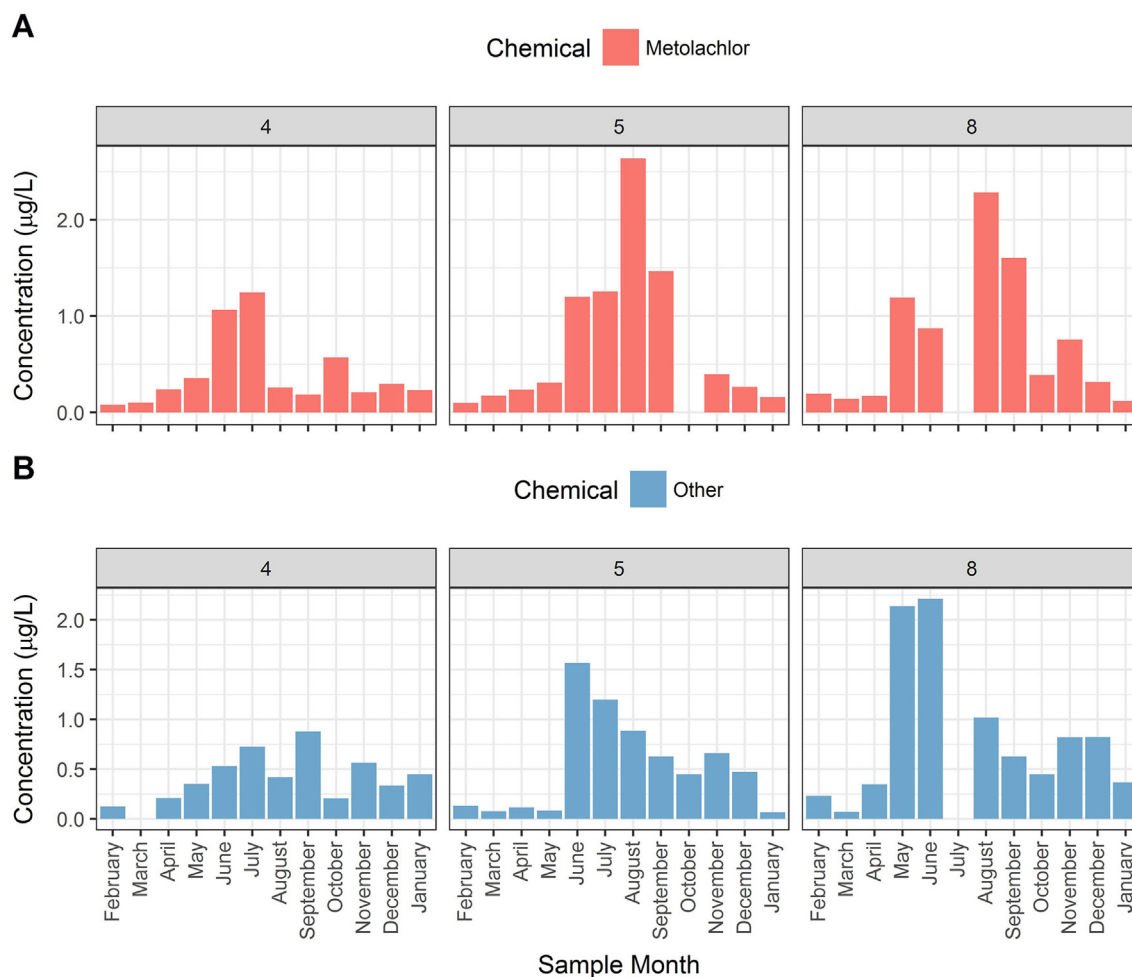 A
Chemical Metolachlor
4 5 8
Concentration (µg/L)
2.0
1.0
0.0
B
Chemical Other
4 5 8
Concentration (µg/L)
2.0
1.5
1.0
0.5
0.0
February March April May June July August September October November December January
February March April May June July August September October November December January
February March April May June July August September October November December January
Sample Month